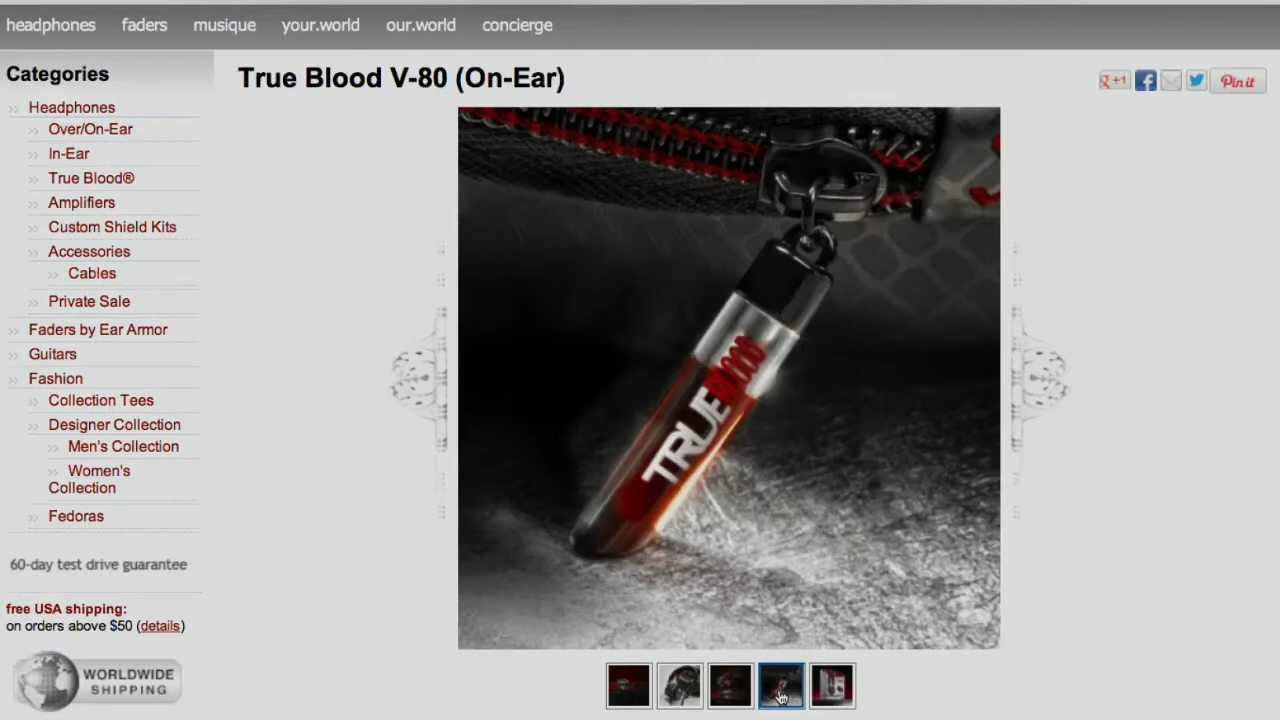 headphones faders musique your.world our.world concierge
Categories
Headphones
Over/On-Ear
In-Ear
True Blood®
Amplifiers
Custom Shield Kits
Accessories
Cables
Private Sale
Faders by Ear Armor
Guitars
Fashion
Collection Tees
Designer Collection
Men's Collection
Women's
Collection
Fedoras
60-day test drive guarantee
free USA shipping:
on orders above $50 (details)
WORLDWIDE
SHIPPING
True Blood V-80 (On-Ear)
g +1
Pin it
TRUE BLOOD